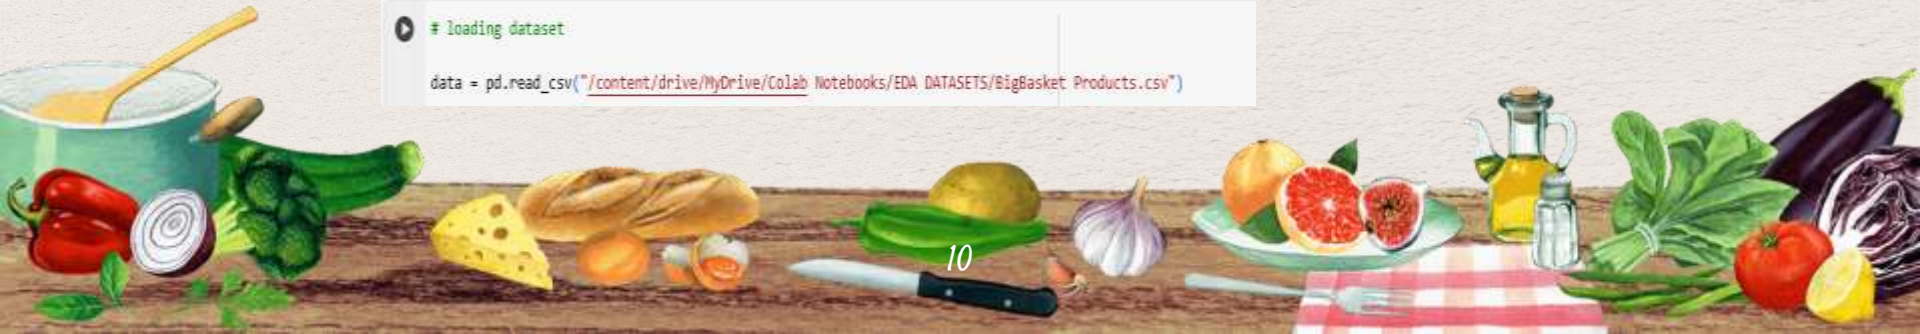 # loading dataset
data = pd.read_csv("/content/drive/MyDrive/Colab Notebooks/EDA DATASETS/BigBasket Products.csv")
10